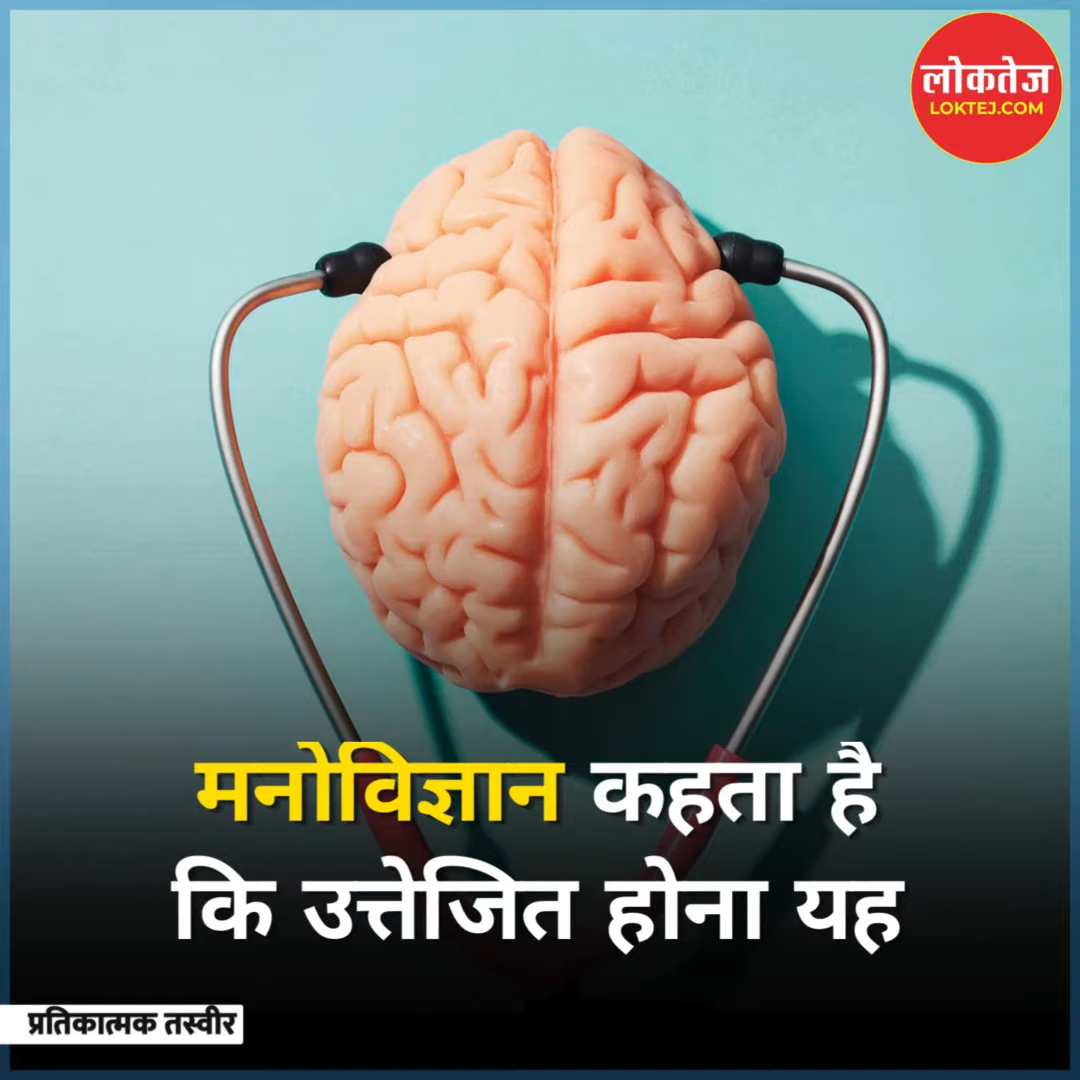 लोकतेज
LOKTEJ.COM
मनोविज्ञान कहता है
कि उत्तेजित होना यह
प्रतिकात्मक तस्वीर